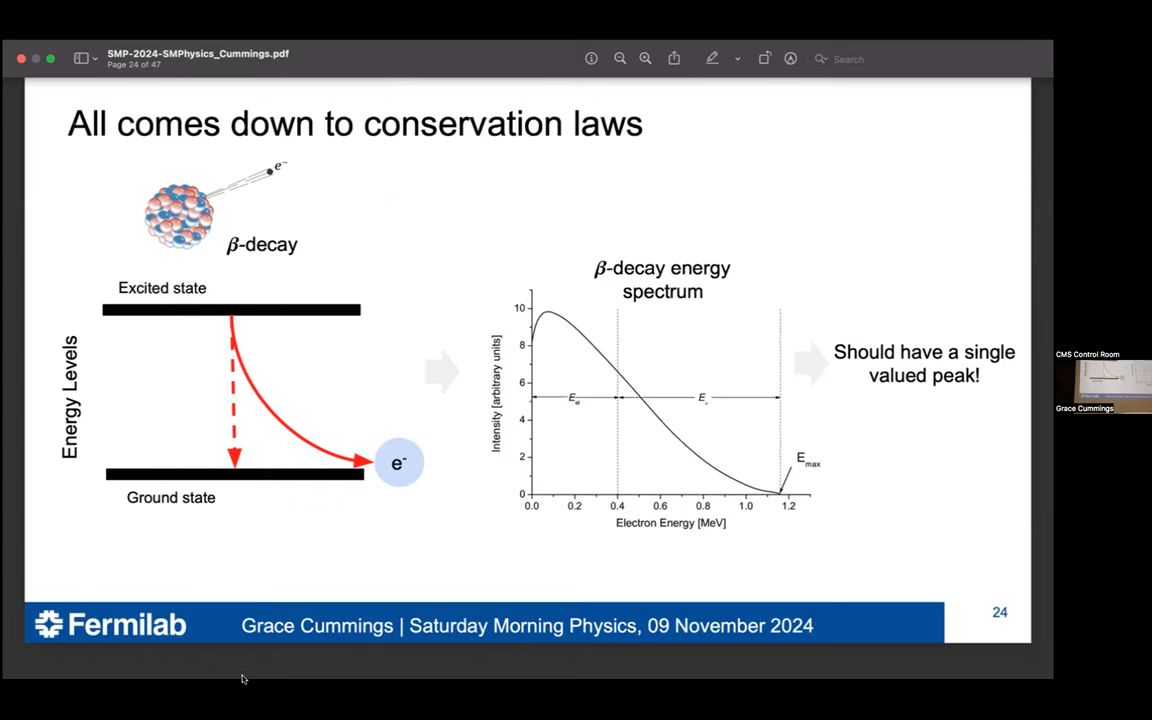 SMP-2024-SMPhysics_Cummings.pdf
Page 24 of 47
Search
All comes down to conservation laws
e⁻
β-decay
Excited state
Energy Levels
e⁻
Ground state
β-decay energy
spectrum
Intensity [arbitrary units]
10
8
6
4
2
0
E
E
Emax
0.0 0.2 0.4 0.6 0.8 1.0 1.2
Electron Energy [MeV]
Should have a single
valued peak!
CMS Control Room
Grace Cummings
24
Fermilab
Grace Cummings | Saturday Morning Physics, 09 November 2024